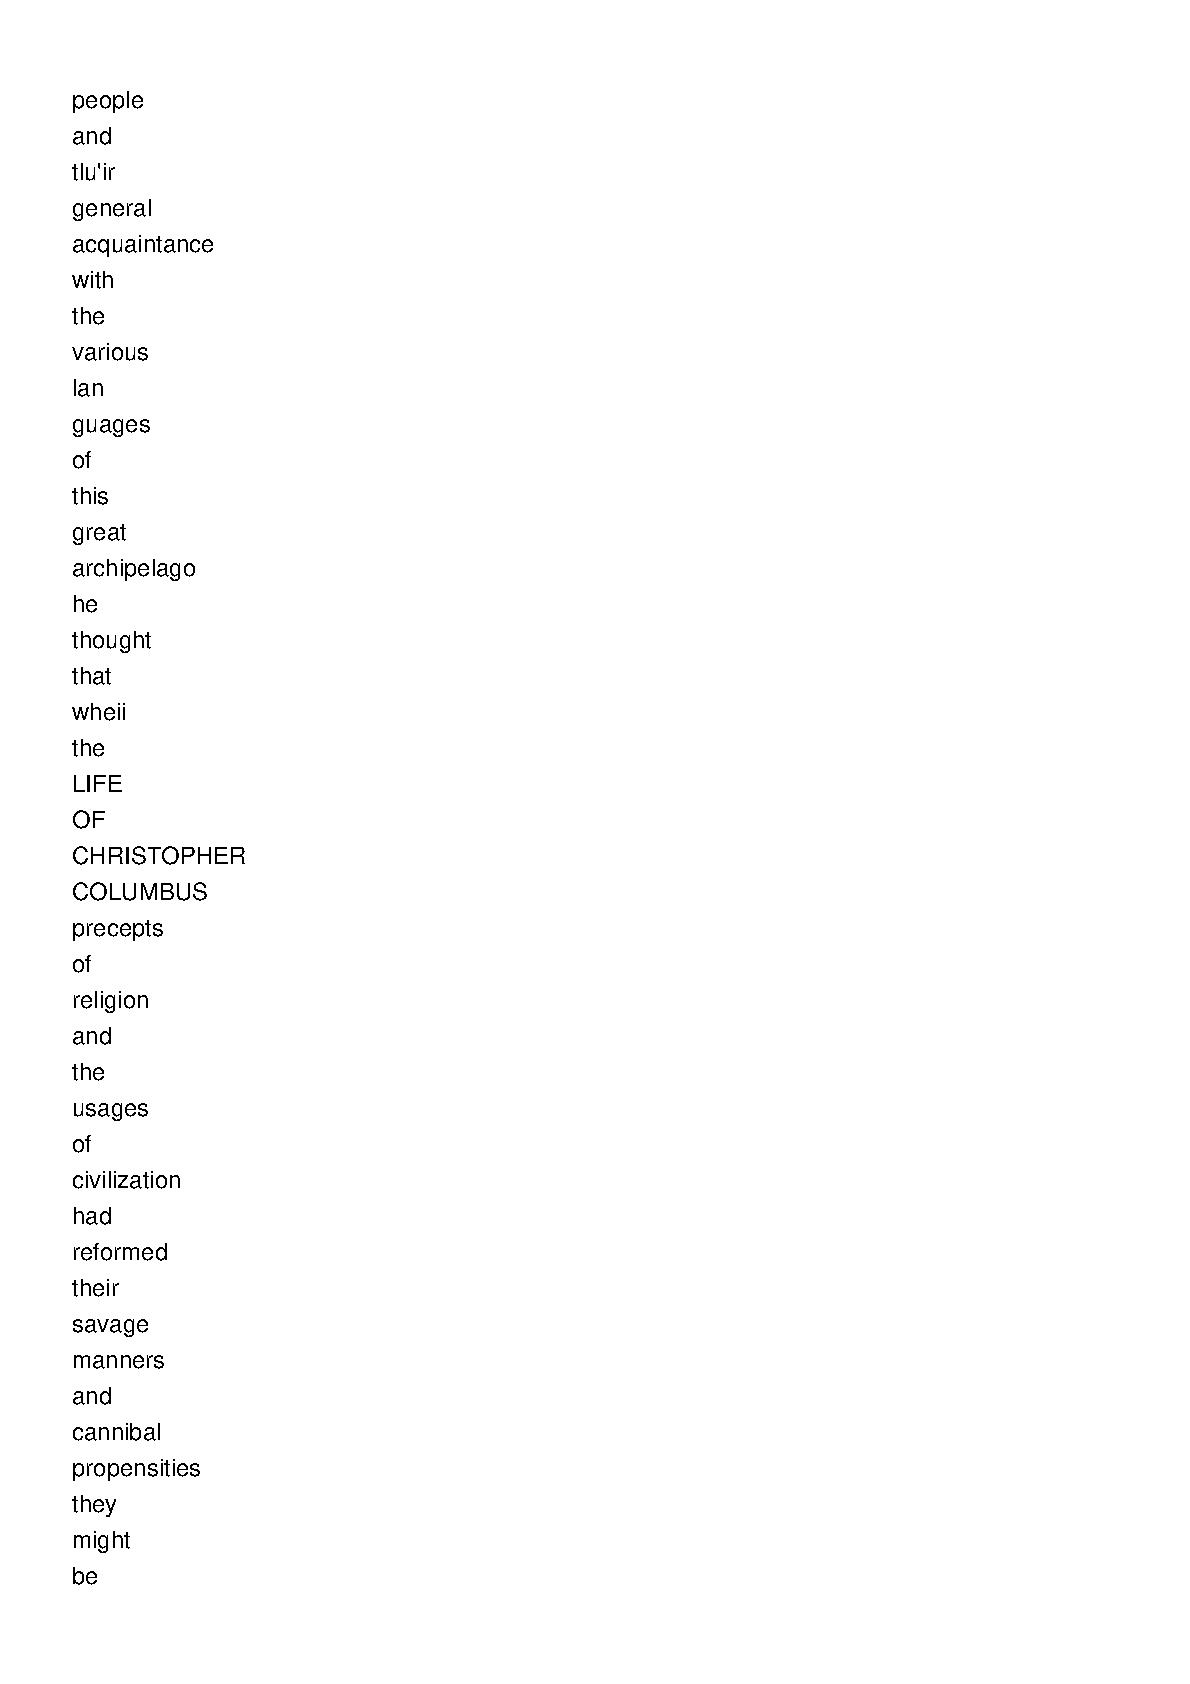 people
and
tlu'ir
general
acquaintance
with
the
various
lan
guages
of
this
great
archipelago
he
thought
that
wheii
the
LIFE
OF
CHRISTOPHER
COLUMBUS
precepts
of
religion
and
the
usages
of
civilization
had
reformed
their
savage
manners
and
cannibal
propensities
they
might
be